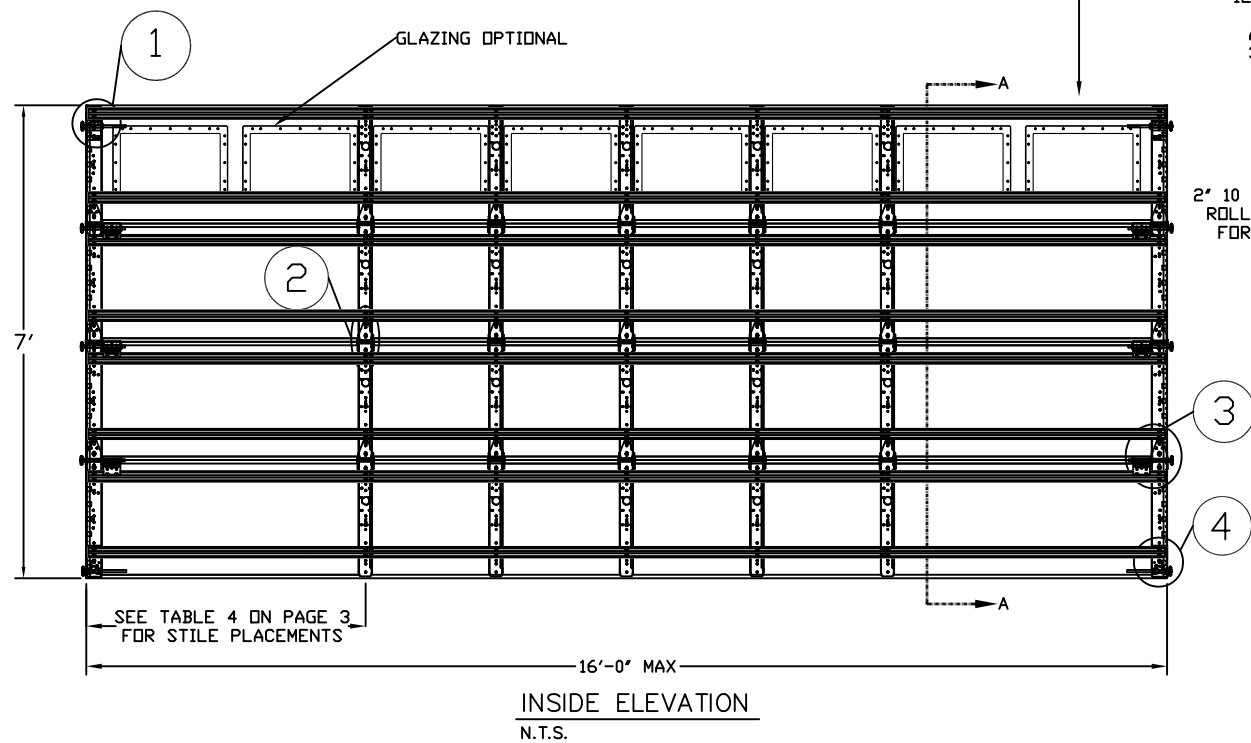 1
GLAZING OPTIONAL
A
2" 10
ROLL
FOR
2
7'
3
4
A
SEE TABLE 4 ON PAGE 3
FOR STILE PLACEMENTS
16'-0" MAX
INSIDE ELEVATION
N.T.S.